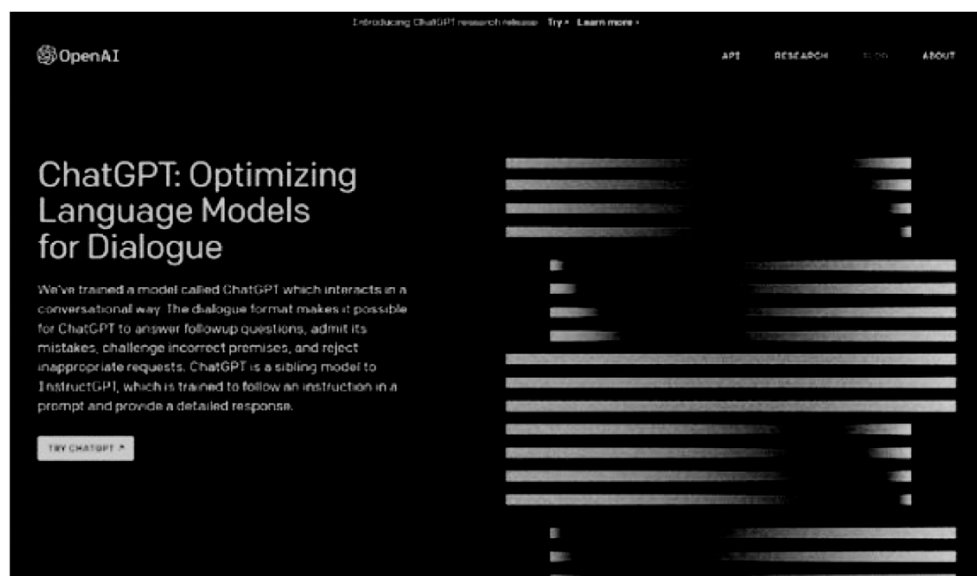 Introducing ChatGPT research release Try › Learn more ›
OpenAI
API RESEARCH BLOG ABOUT
ChatGPT: Optimizing
Language Models
for Dialogue
We've trained a model called ChatGPT which interacts in a
conversational way. The dialogue format makes it possible
for ChatGPT to answer followup questions, admit its
mistakes, challenge incorrect premises, and reject
inappropriate requests. ChatGPT is a sibling model to
InstructGPT, which is trained to follow an instruction in a
prompt and provide a detailed response.
TRY CHATGPT ↗